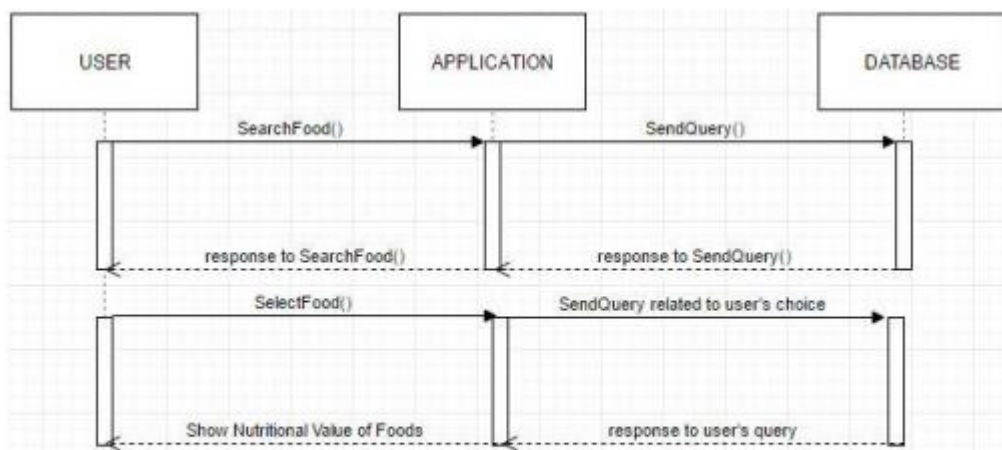 USER
APPLICATION
DATABASE
SearchFood()
SendQuery()
response to SearchFood()
response to SendQuery()
SelectFood()
SendQuery related to user's choice
Show Nutritional Value of Foods
response to user's query